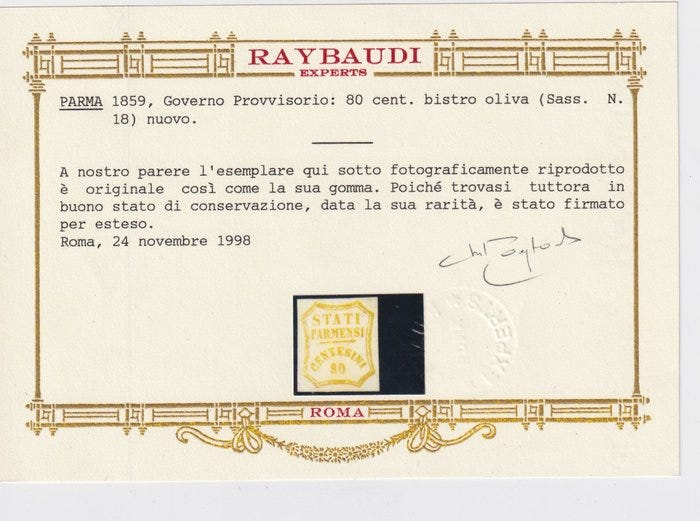 RAYBAUDI
EXPERTS
PARMA 1859, Governo Provvisorio: 80 cent. bistro oliva (Sass. N.
18) nuovo.
A nostro parere l'esemplare qui sotto fotograficamente riprodotto
è originale così come la sua gomma. Poiché trovasi tuttora in
buono stato di conservazione, data la sua rarità, è stato firmato
per esteso.
Roma, 24 novembre 1998
STATI
PARMENSI
CENTESIMI
80
ROMA